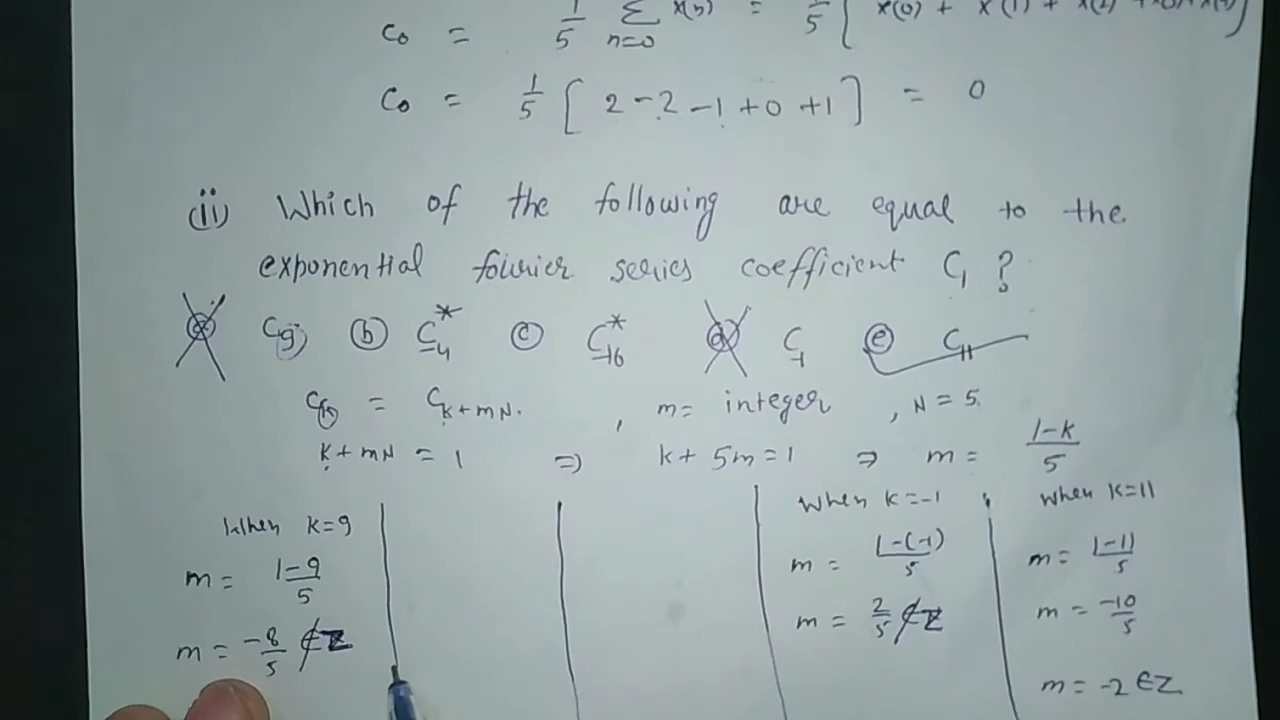 C₀ = 1/5 Σ n=0 x(n) = 1/5 [ x(0) + x(1) + x(2) +
C₀ = 1/5 [ 2 -2 -1 +0 +1 ] = 0
(ii) Which of the following are equal to the
exponential fourier series coefficient C₁ ?
ⓐ C₉ ⓑ C₋₄* ⓒ C₋₁₆* ⓓ C₋₁ ⓔ C₁₁
Cₖ = C_{k+mN} , m = integer , N = 5
k + mN = 1 ⇒ k + 5m = 1 ⇒ m = (1-k)/5
When k=9
m = (1-9)/5
m = -8/5 ∉ Z
When k=-1
m = (1-(-1))/5
m = 2/5 ∉ Z
When k=11
m = (1-11)/5
m = -10/5
m = -2 ∈ Z